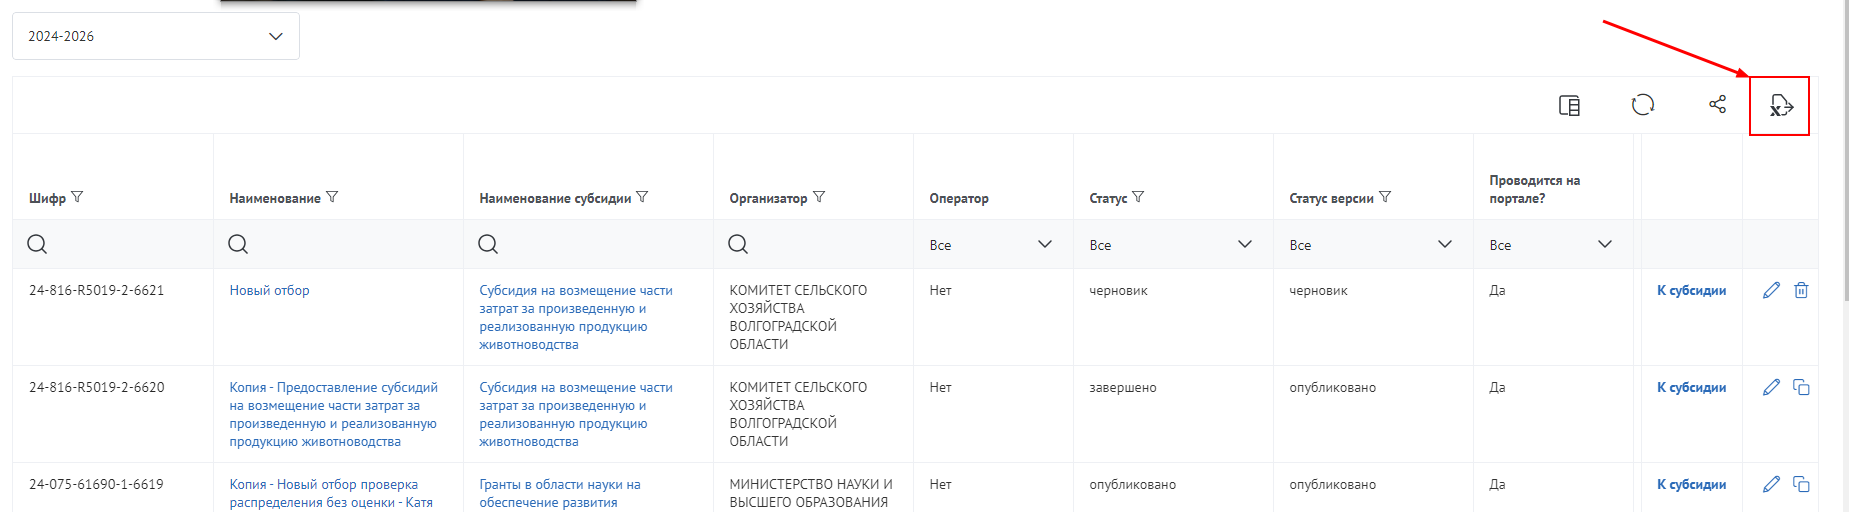 2024-2026
Шифр
Наименование
Наименование субсидии
Организатор
Оператор
Статус
Статус версии
Проводится на
портале?
Все
Все
Все
Все
24-816-R5019-2-6621
Новый отбор
Субсидия на возмещение части
затрат за произведенную и
реализованную продукцию
животноводства
КОМИТЕТ СЕЛЬСКОГО
ХОЗЯЙСТВА
ВОЛГОГРАДСКОЙ
ОБЛАСТИ
Нет
черновик
черновик
Да
К субсидии
24-816-R5019-2-6620
Копия - Предоставление субсидий
на возмещение части затрат за
произведенную и реализованную
продукцию животноводства
Субсидия на возмещение части
затрат за произведенную и
реализованную продукцию
животноводства
КОМИТЕТ СЕЛЬСКОГО
ХОЗЯЙСТВА
ВОЛГОГРАДСКОЙ
ОБЛАСТИ
Нет
завершено
опубликовано
Да
К субсидии
24-075-61690-1-6619
Копия - Новый отбор проверка
распределения без оценки - Катя
Гранты в области науки на
обеспечение развития
МИНИСТЕРСТВО НАУКИ И
ВЫСШЕГО ОБРАЗОВАНИЯ
Нет
опубликовано
опубликовано
Да
К субсидии